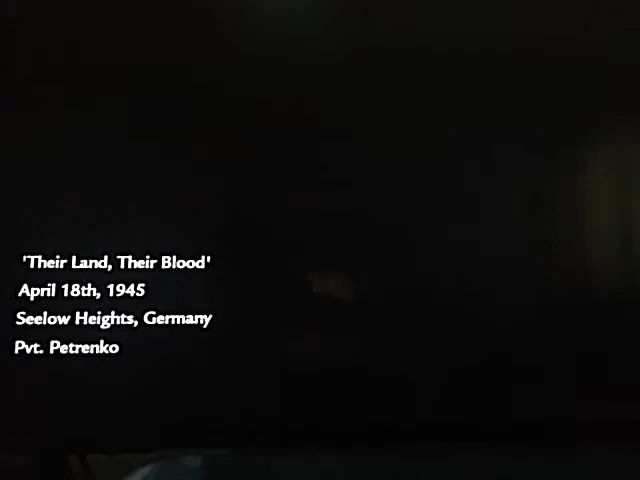 'Their Land, Their Blood'
April 18th, 1945
Seelow Heights, Germany
Pvt. Petrenko